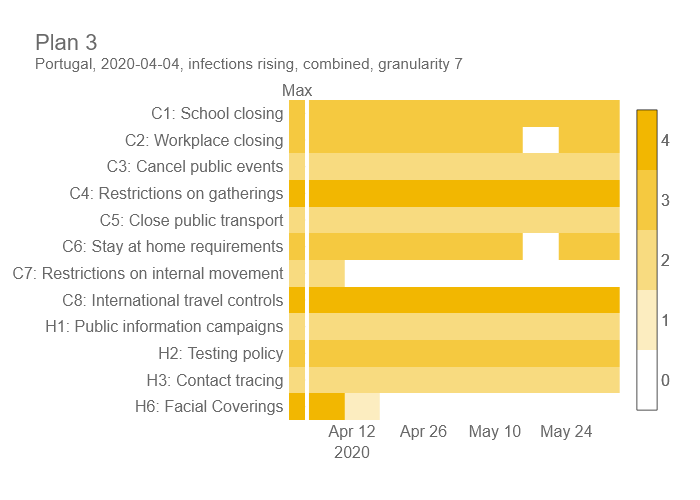 Plan 3
Portugal, 2020-04-04, infections rising, combined, granularity 7
Max
C1: School closing
C2: Workplace closing
C3: Cancel public events
C4: Restrictions on gatherings
C5: Close public transport
C6: Stay at home requirements
C7: Restrictions on internal movement
C8: International travel controls
H1: Public information campaigns
H2: Testing policy
H3: Contact tracing
H6: Facial Coverings
Apr 12 Apr 26 May 10 May 24
2020
4
3
2
1
0